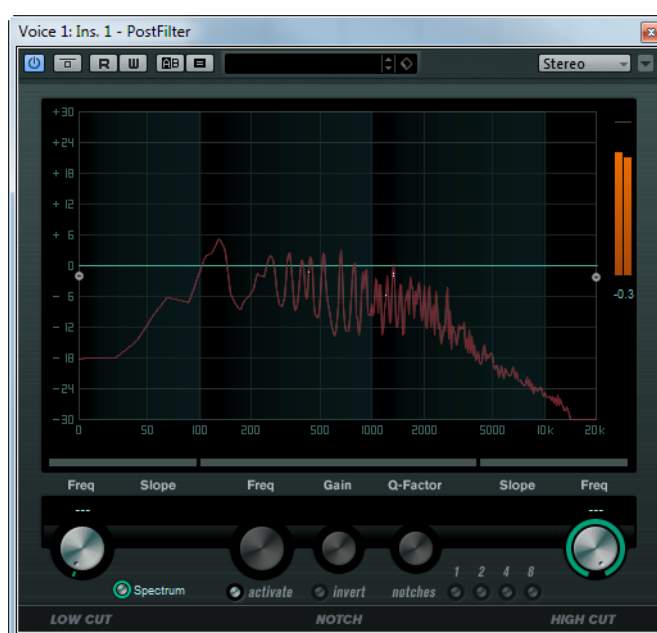 Voice 1: Ins. 1 - PostFilter
R W AB Stereo
+30
+24
+18
+12
+ 6
0
- 6
- 12
- 18
-24
-30
-0.3
0 50 100 200 500 1000 2000 5000 10k 20k
Freq Slope Freq Gain Q-Factor Slope Freq
--- ---
1 2 4 8
Spectrum activate invert notches
LOW CUT NOTCH HIGH CUT